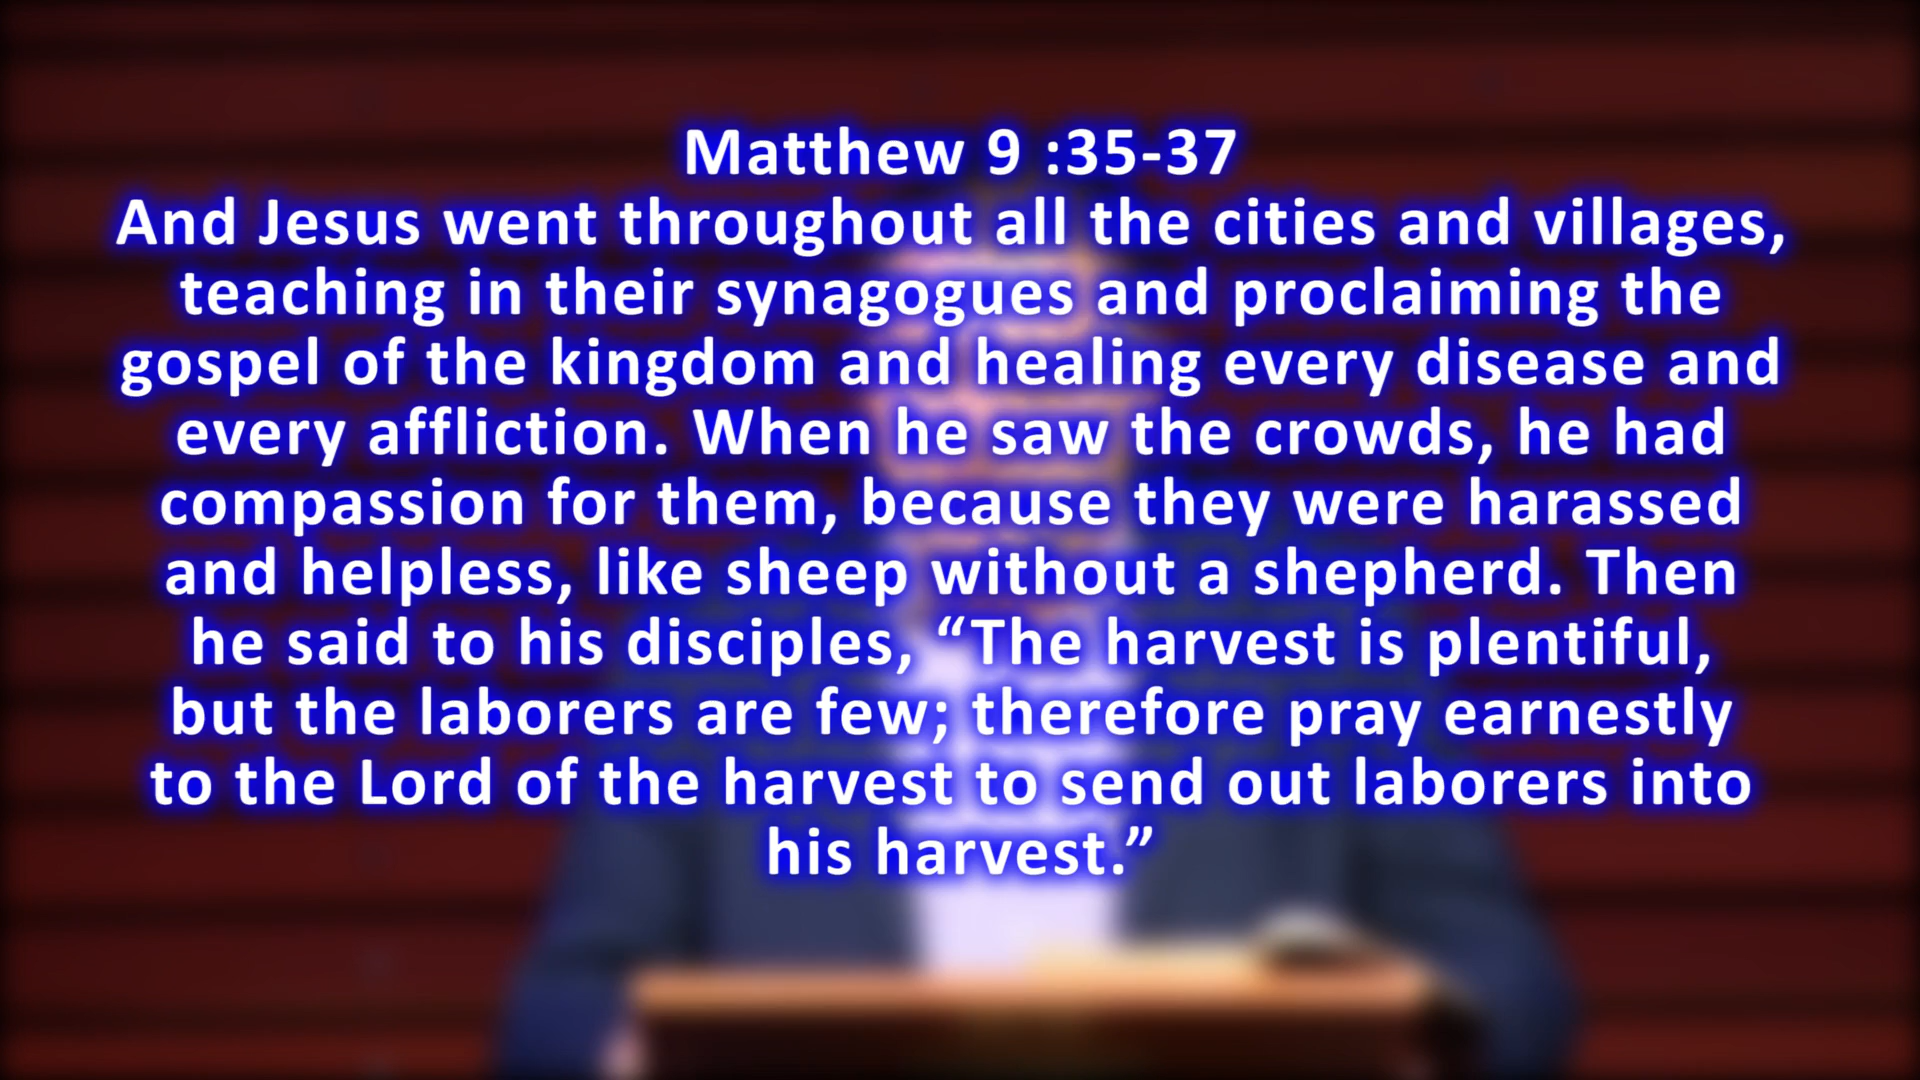 Matthew 9 :35-37
And Jesus went throughout all the cities and villages,
teaching in their synagogues and proclaiming the
gospel of the kingdom and healing every disease and
every affliction. When he saw the crowds, he had
compassion for them, because they were harassed
and helpless, like sheep without a shepherd. Then
he said to his disciples, “The harvest is plentiful,
but the laborers are few; therefore pray earnestly
to the Lord of the harvest to send out laborers into
his harvest.”